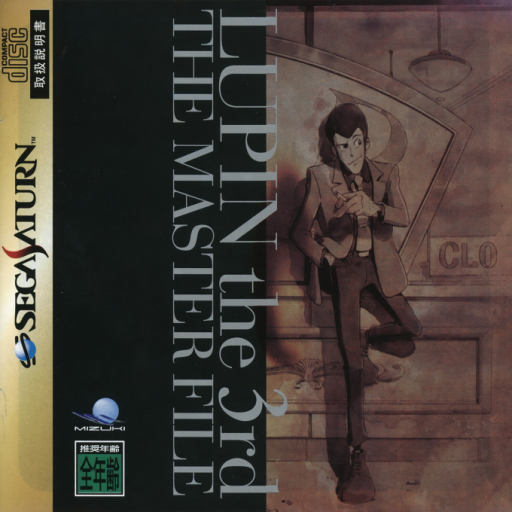 COMPACT
disc
取扱説明書
SEGA SATURN™
LUPIN the 3rd
THE MASTER FILE
CLO
MIZUKI
推奨年齢
全年齢